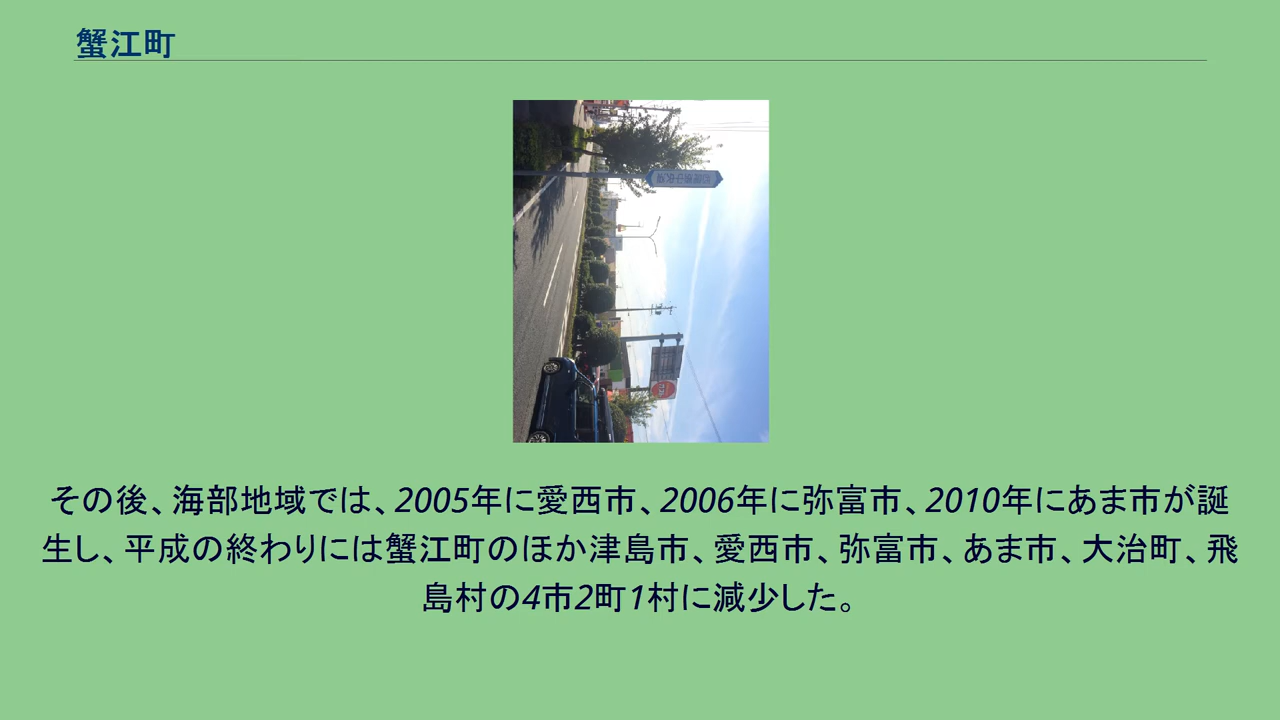 蟹江町
その後、海部地域では、2005年に愛西市、2006年に弥富市、2010年にあま市が誕
生し、平成の終わりには蟹江町のほか津島市、愛西市、弥富市、あま市、大治町、飛
島村の4市2町1村に減少した。